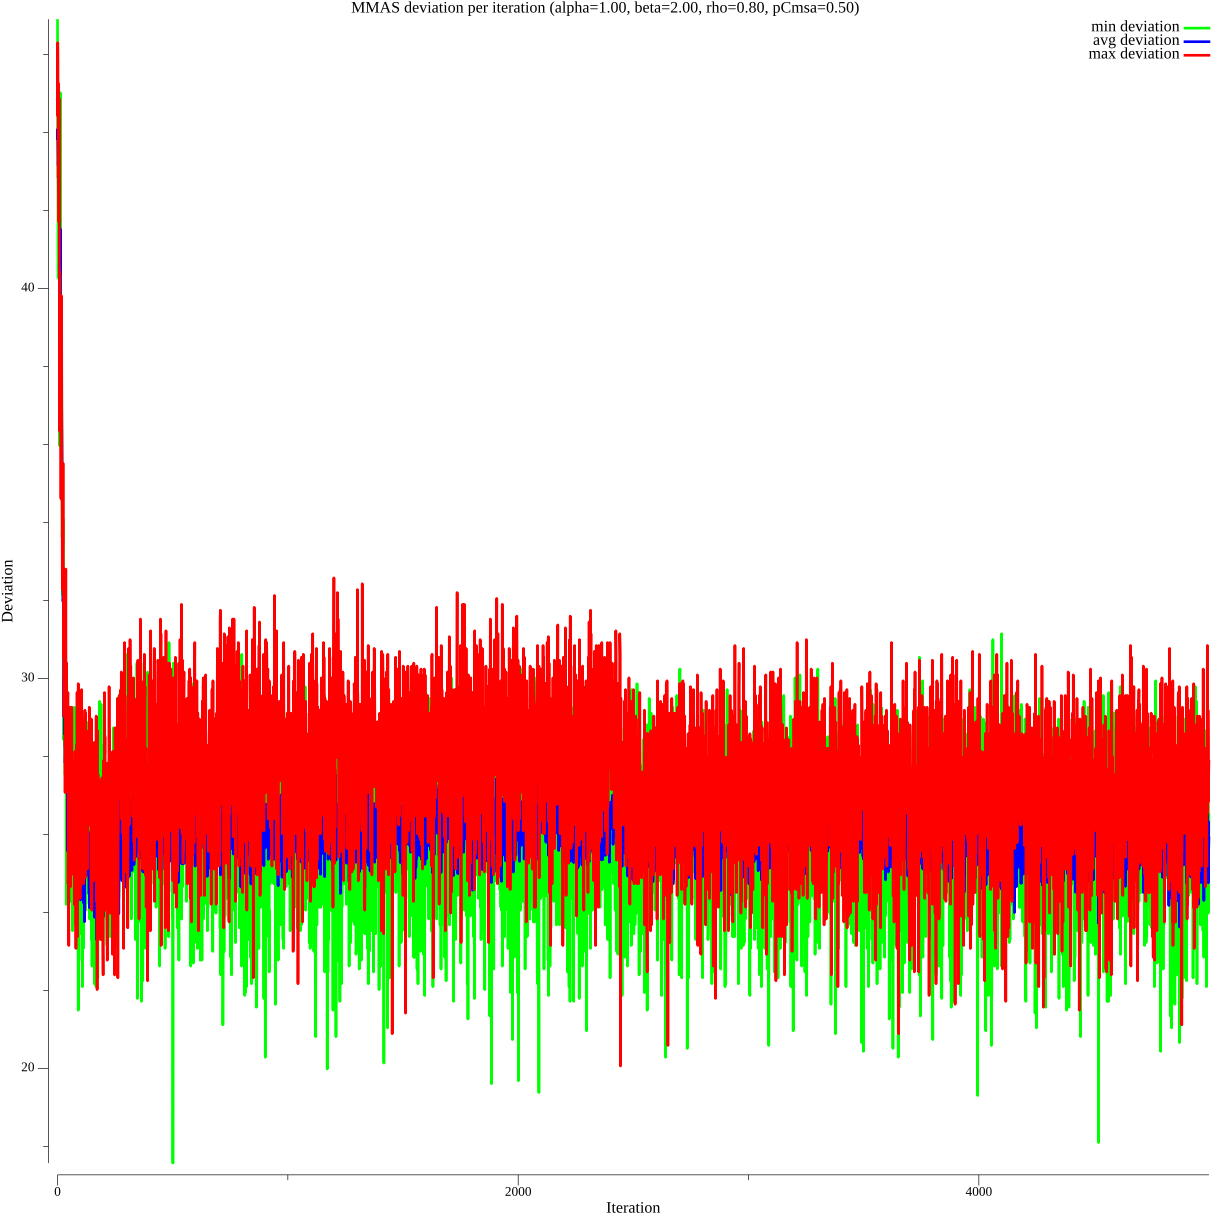 MMAS deviation per iteration (alpha=1.00, beta=2.00, rho=0.80, pCmsa=0.50)
min deviation
avg deviation
max deviation
40
30
20
Deviation
0
2000
4000
Iteration